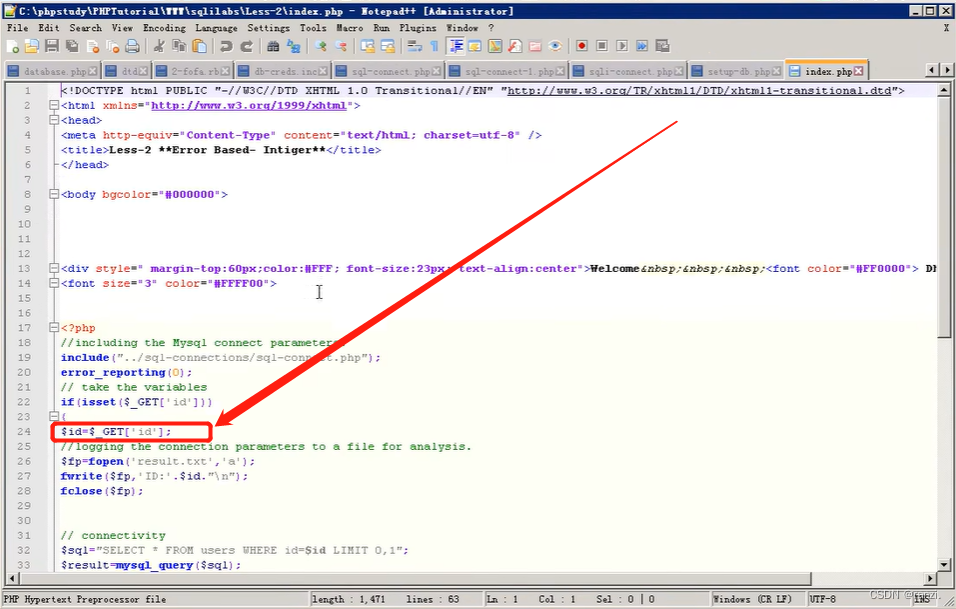 C:\phpstudy\PHPTutorial\WWW\sqlilabs\Less-2\index.php - Notepad++ [Administrator]
File Edit Search View Encoding Language Settings Tools Macro Run Plugins Window ? X
database.php dtd 2-fofa.rb db-creds.inc sql-connect.php sql-connect-1.php sqli-connect.php setup-db.php index.php
1 <!DOCTYPE html PUBLIC "-//W3C//DTD XHTML 1.0 Transitional//EN" "http://www.w3.org/TR/xhtml1/DTD/xhtml1-transitional.dtd">
2 <html xmlns="http://www.w3.org/1999/xhtml">
3 <head>
4 <meta http-equiv="Content-Type" content="text/html; charset=utf-8" />
5 <title>Less-2 **Error Based- Intiger**</title>
6 </head>
7
8 <body bgcolor="#000000">
9
10
11
12
13 <div style=" margin-top:60px;color:#FFF; font-size:23px; text-align:center">Welcome&nbsp;&nbsp;&nbsp;<font color="#FF0000"> Dh
14 <font size="3" color="#FFFF00">
15
16
17 <?php
18 //including the Mysql connect parameters
19 include("../sql-connections/sql-connect.php");
20 error_reporting(0);
21 // take the variables
22 if(isset($_GET['id']))
23 {
24 $id=$_GET['id'];
25 //logging the connection parameters to a file for analysis.
26 $fp=fopen('result.txt','a');
27 fwrite($fp,'ID:'.$id."\n");
28 fclose($fp);
29
30
31 // connectivity
32 $sql="SELECT * FROM users WHERE id=$id LIMIT 0,1";
33 $result=mysql_query($sql);
PHP Hypertext Preprocessor file length : 1,471 lines : 63 Ln : 1 Col : 1 Sel : 0 | 0 Windows (CR LF) UTF-8 INS